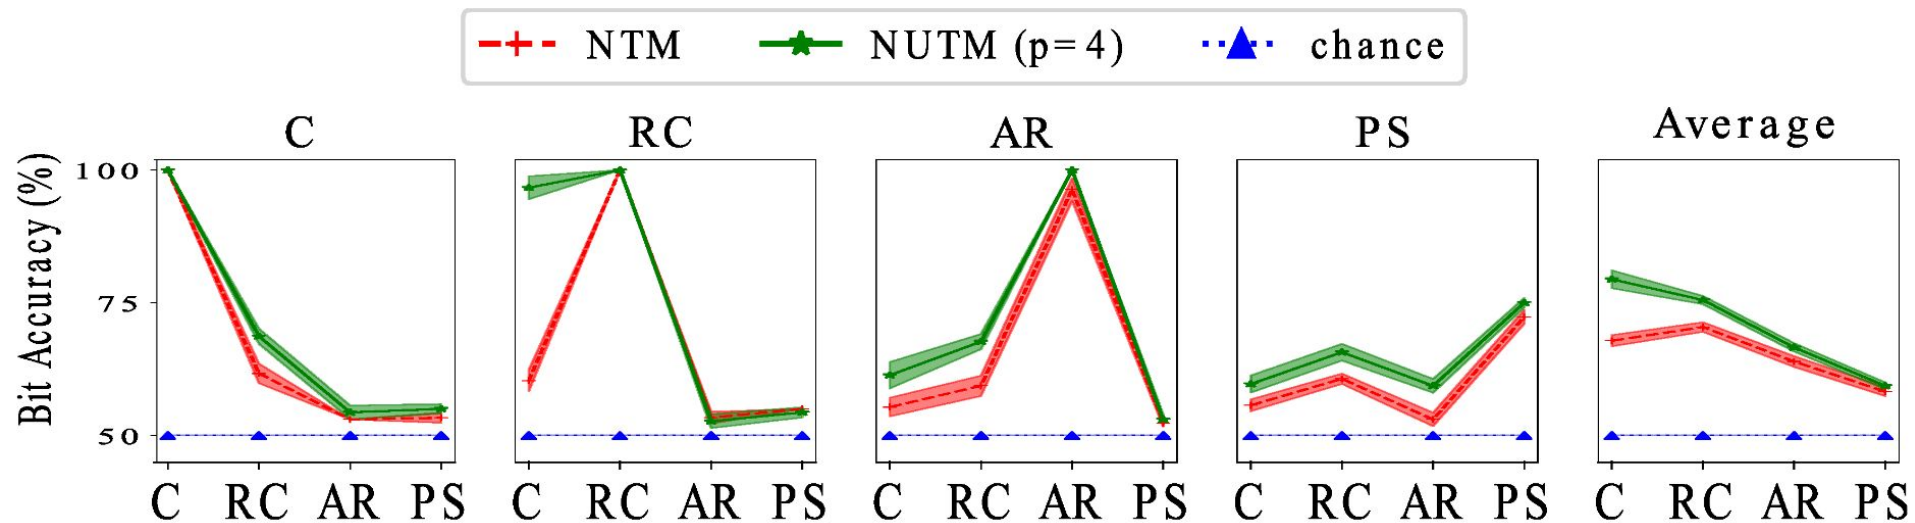 NTM NUTM (p=4) chance
C RC AR PS Average
Bit Accuracy (%)
100
75
50
C RC AR PS C RC AR PS C RC AR PS C RC AR PS C RC AR PS